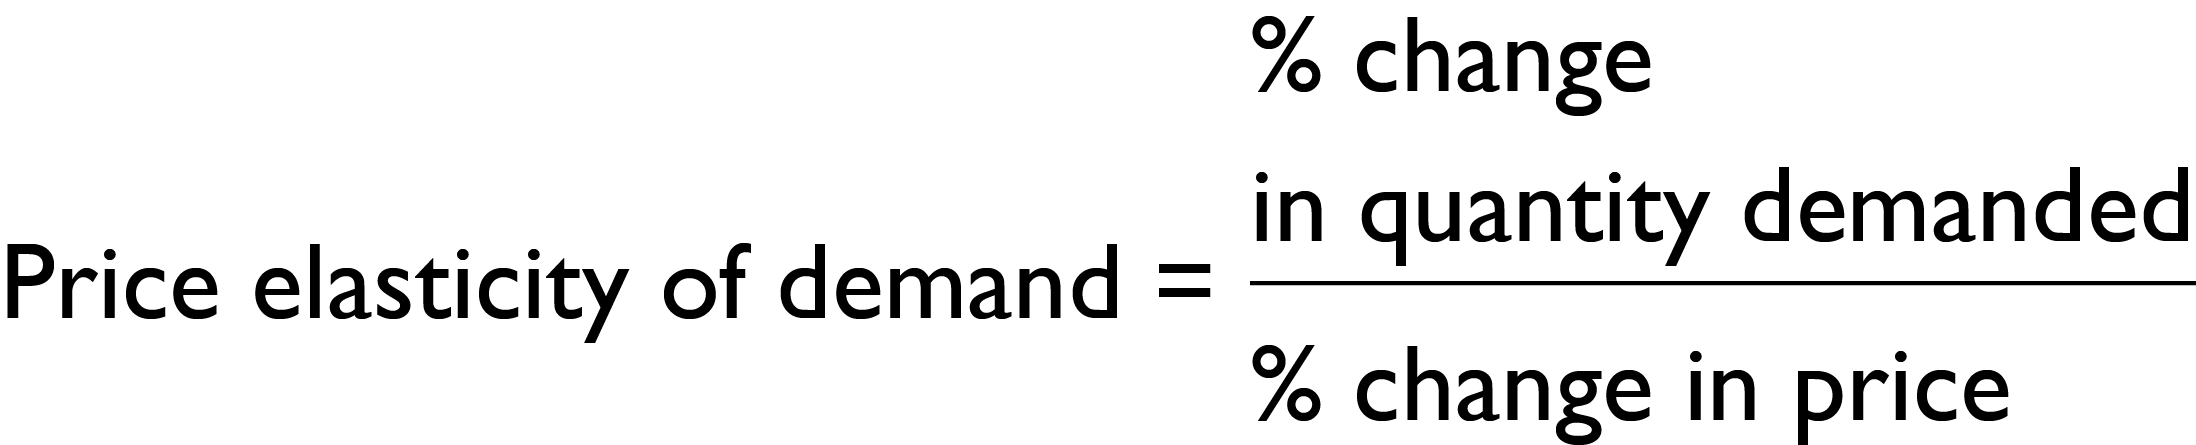 % change
in quantity demanded
Price elasticity of demand =
% change in price